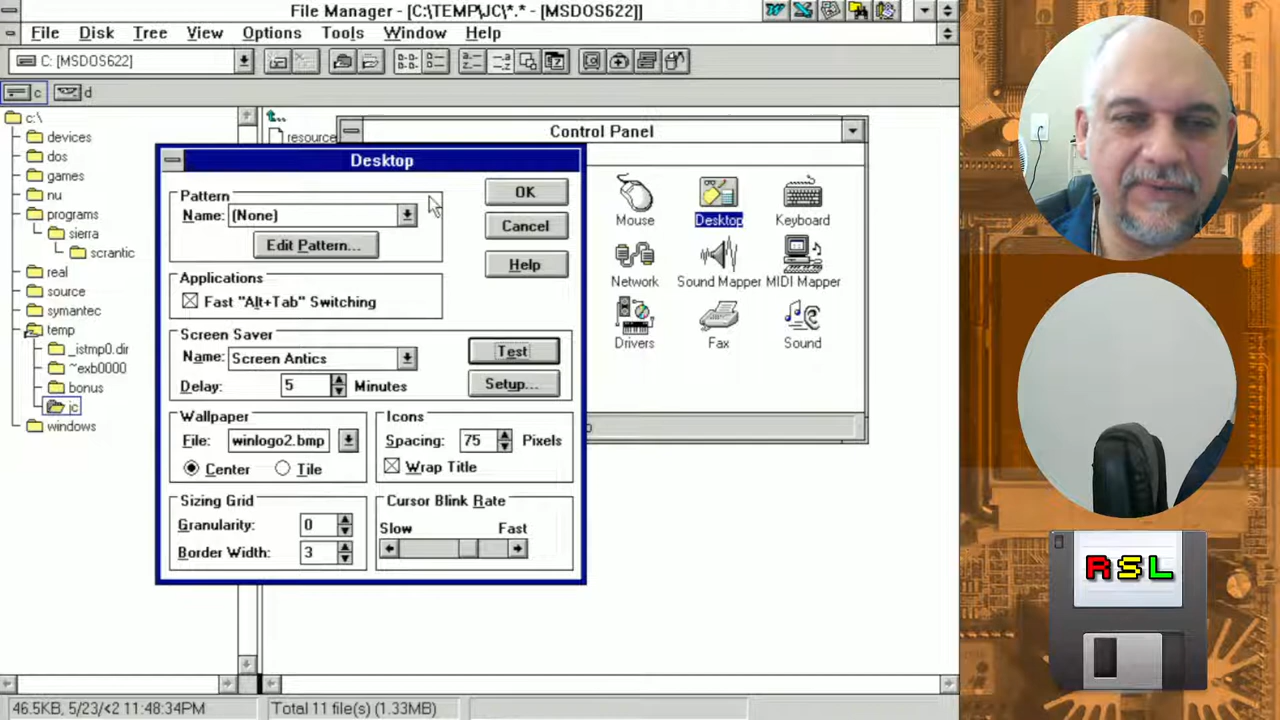 File Manager - [C:\TEMP\JC\*.* - [MSDOS622]]
File Disk Tree View Options Tools Window Help
C: [MSDOS622]
c d
c:\
devices
dos
games
nu
programs
sierra
scrantic
real
source
symantec
temp
_istmp0.dir
~exb0000
bonus
jc
windows
resource
Control Panel
Mouse Desktop Keyboard
Network Sound Mapper MIDI Mapper
Drivers Fax Sound
Desktop
Pattern
Name: (None)
Edit Pattern...
OK
Cancel
Help
Applications
Fast "Alt+Tab" Switching
Screen Saver
Name: Screen Antics
Delay: 5 Minutes
Test
Setup...
Wallpaper
File: winlogo2.bmp
Center Tile
Icons
Spacing: 75 Pixels
Wrap Title
Sizing Grid
Granularity: 0
Border Width: 3
Cursor Blink Rate
Slow Fast
46.5KB, 5/23/<2 11:48:34PM Total 11 file(s) (1.33MB)
RSL